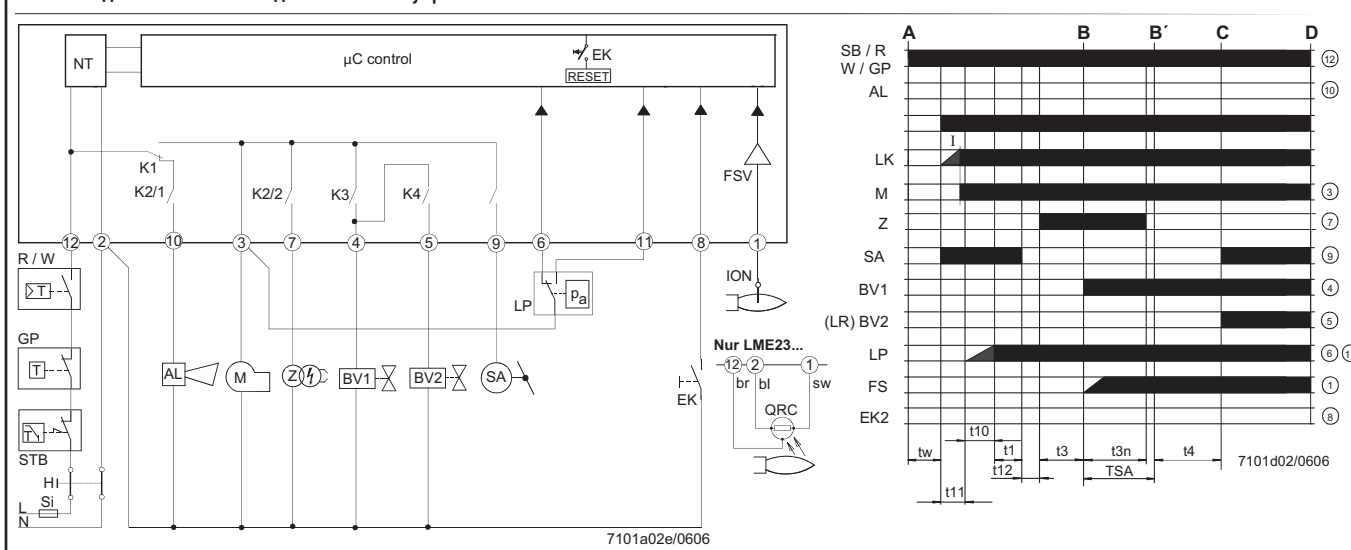 NT
µC control
EK
RESET
K1
K2/1
K2/2
K3
K4
FSV
12
2
10
3
7
4
5
9
6
11
8
1
R / W
T
GP
T
STB
H
L
Si
N
AL
M
Z
BV1
BV2
SA
LP
pa
ION
EK
Nur LME23...
12
2
1
br
bl
sw
QRC
7101a02e/0606
A
B
B´
C
D
SB / R
W / GP
12
AL
10
I
LK
M
3
Z
7
SA
9
BV1
4
(LR) BV2
5
LP
6
FS
1
EK2
8
tw
t10
t1
t3
t3n
t4
t12
TSA
t11
7101d02/0606